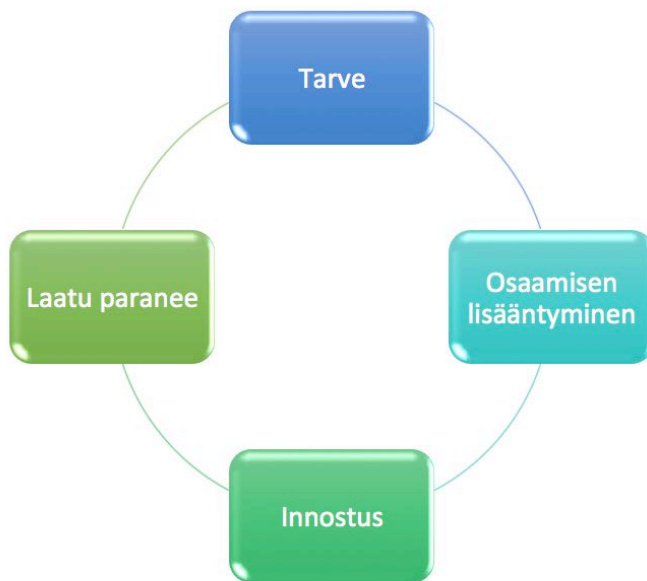 Tarve
Osaamisen
lisääntyminen
Innostus
Laatu paranee